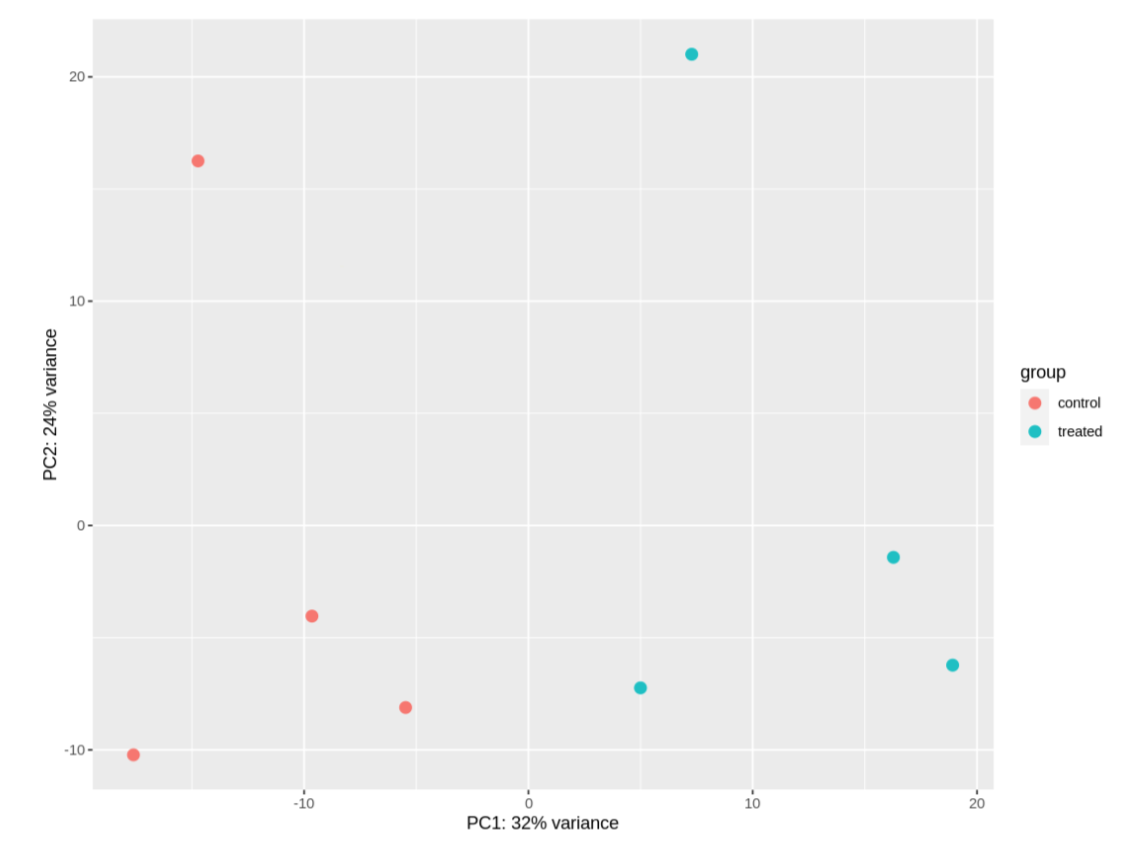 20
10
0
-10
PC2: 24% variance
-10 0 10 20
PC1: 32% variance
group
control
treated